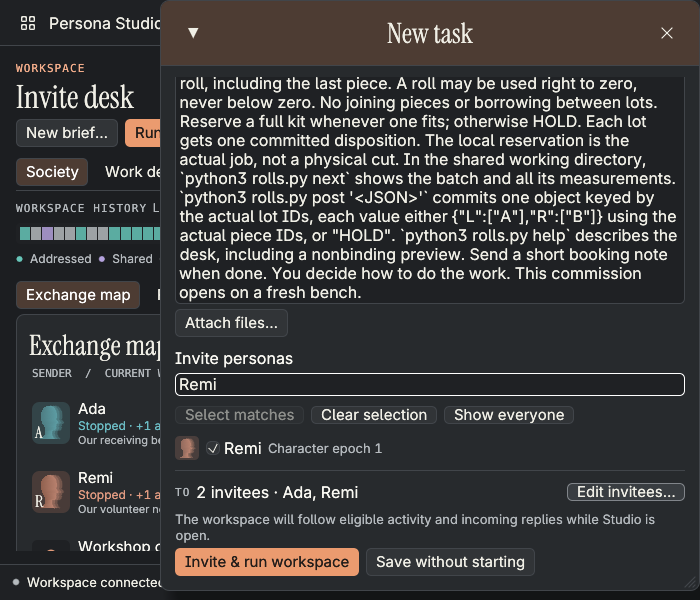 Persona Studio
WORKSPACE
Invite desk
New brief...
Run
Society
Work de
WORKSPACE HISTORY L
Addressed
Shared
Exchange map
Exchange map
SENDER / CURRENT W
A
Ada
Stopped · +1 a
Our receiving be
R
Remi
Stopped · +1 a
Our volunteer n
Workshop c
Workspace connected
▼
New task
×
roll, including the last piece. A roll may be used right to zero,
never below zero. No joining pieces or borrowing between lots.
Reserve a full kit whenever one fits; otherwise HOLD. Each lot
gets one committed disposition. The local reservation is the
actual job, not a physical cut. In the shared working directory,
`python3 rolls.py next` shows the batch and all its measurements.
`python3 rolls.py post '<JSON>'` commits one object keyed by
the actual lot IDs, each value either {"L":["A"],"R":["B"]} using the
actual piece IDs, or "HOLD". `python3 rolls.py help` describes the
desk, including a nonbinding preview. Send a short booking note
when done. You decide how to do the work. This commission
opens on a fresh bench.
Attach files...
Invite personas
Remi
Select matches
Clear selection
Show everyone
Remi Character epoch 1
TO 2 invitees · Ada, Remi
Edit invitees...
The workspace will follow eligible activity and incoming replies while Studio is
open.
Invite & run workspace
Save without starting